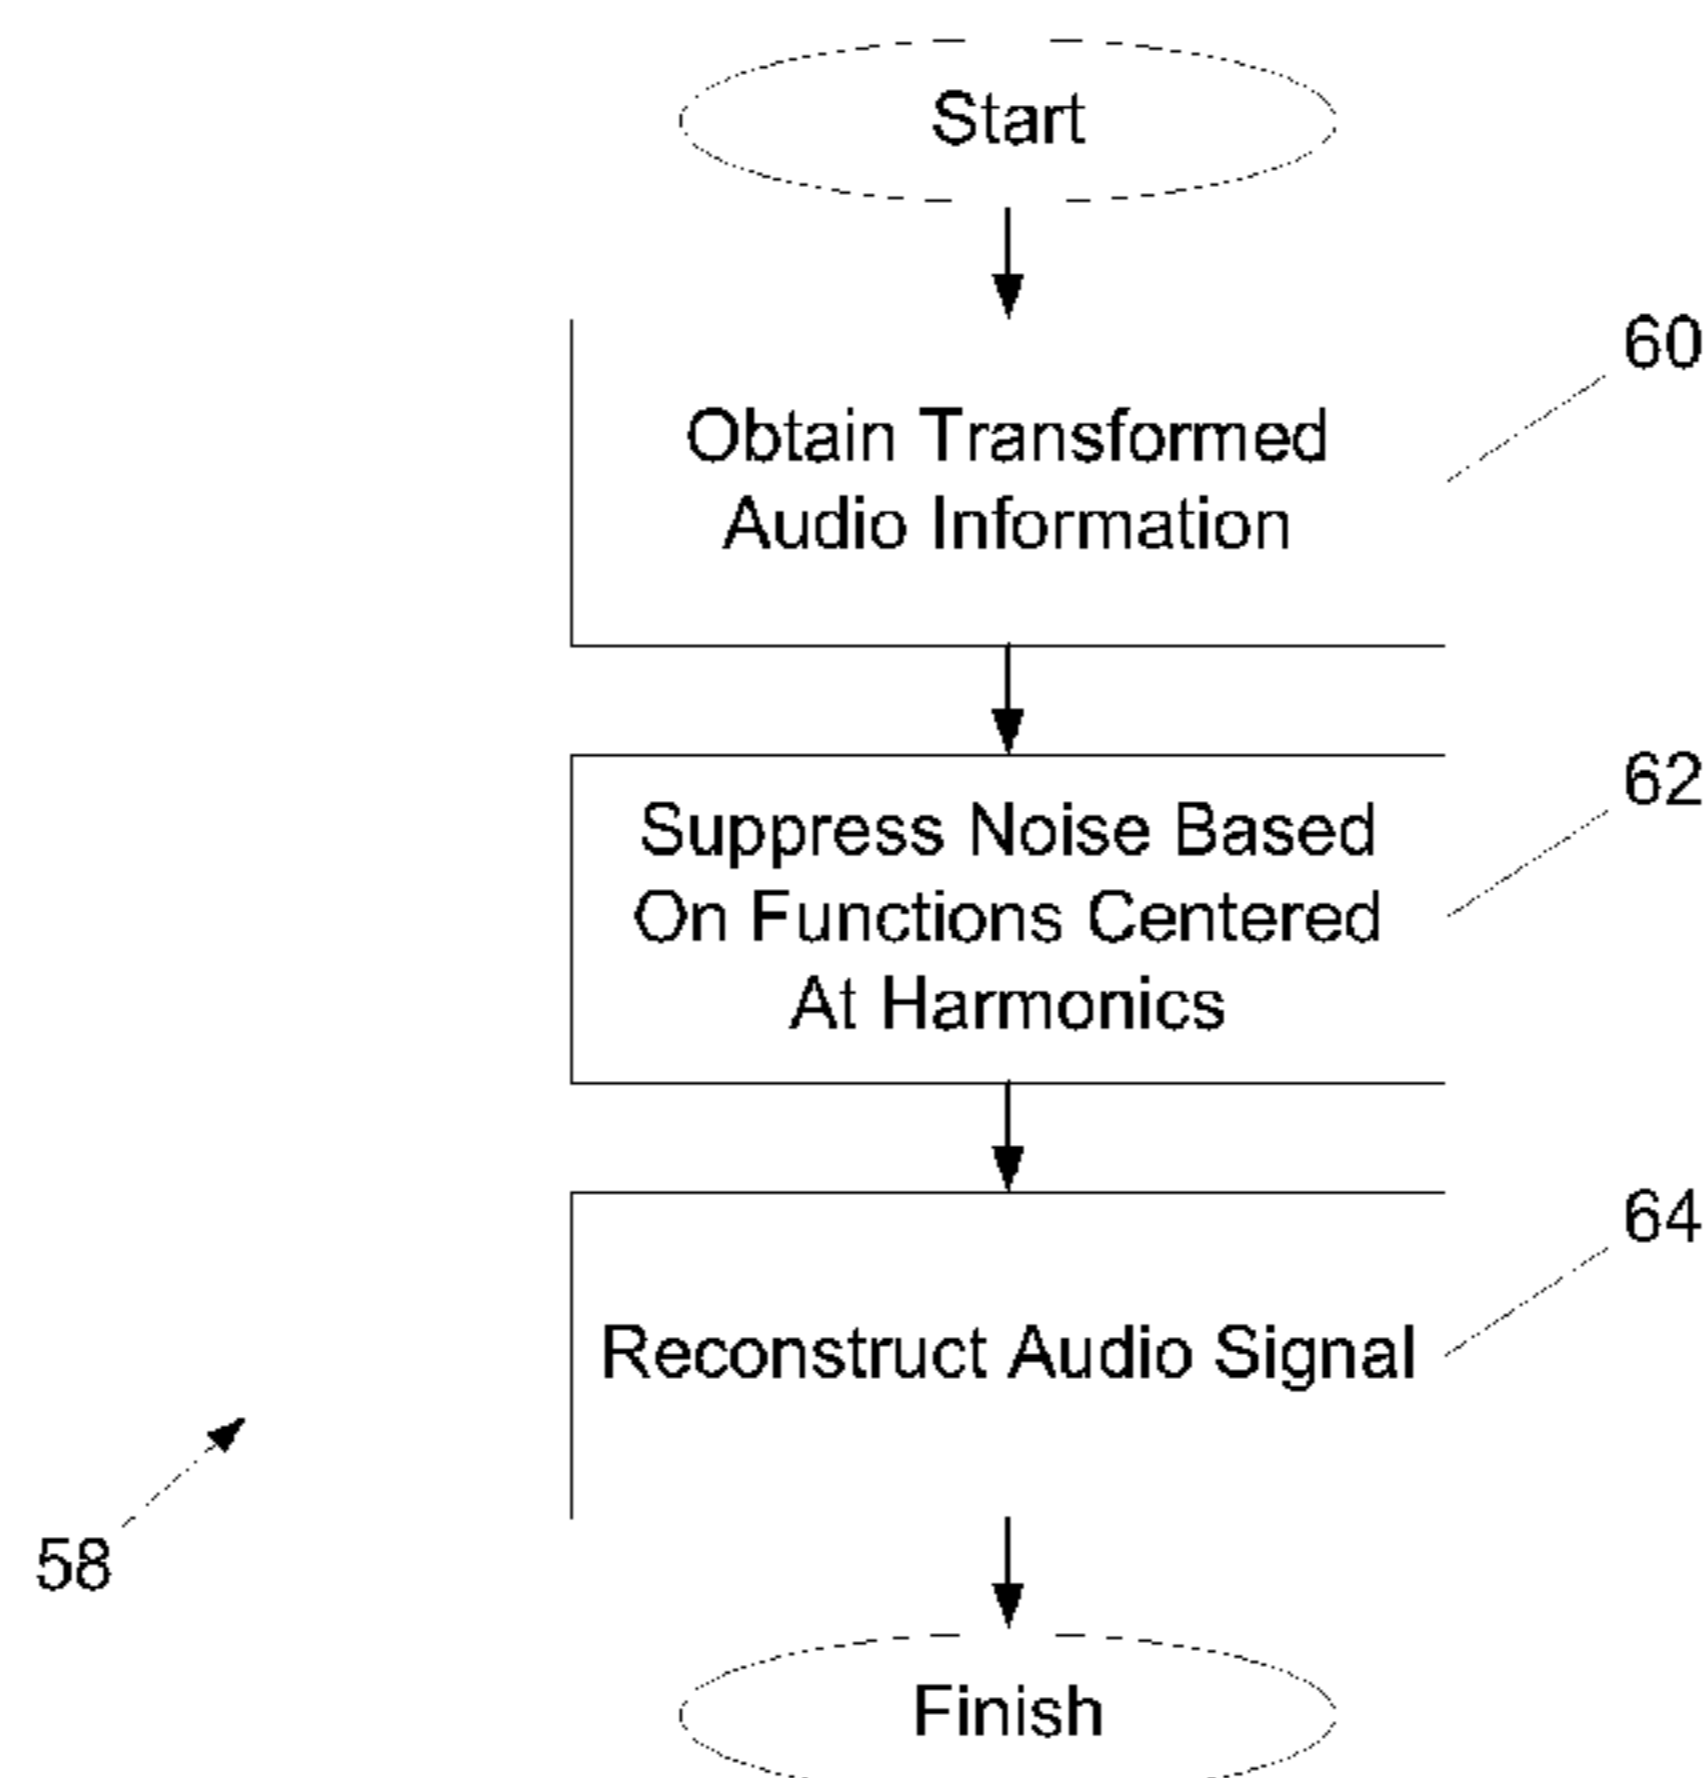 Start
60
Obtain Transformed
Audio Information
62
Suppress Noise Based
On Functions Centered
At Harmonics
64
Reconstruct Audio Signal
58
Finish